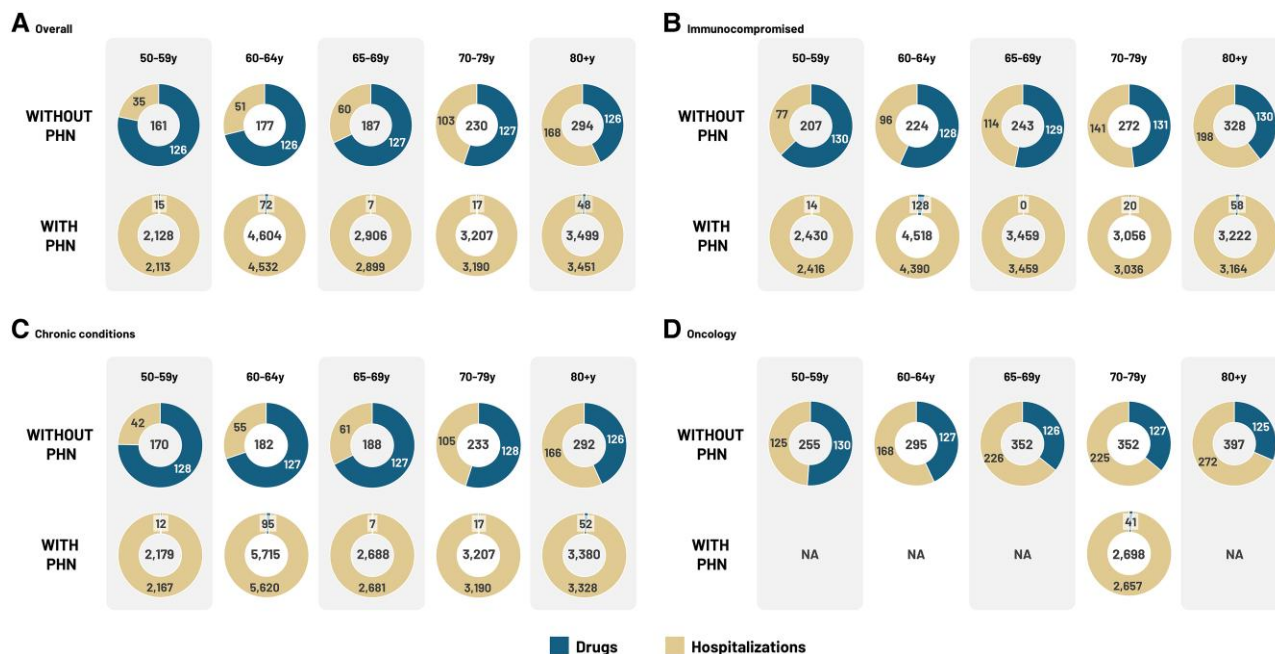 A Overall
50-59y 60-64y 65-69y 70-79y 80+y
WITHOUT PHN
35 161 126
51 177 126
60 187 127
103 230 127
168 294 126
WITH PHN
15 2,128 2,113
72 4,604 4,532
7 2,906 2,899
17 3,207 3,190
48 3,499 3,451
B Immunocompromised
50-59y 60-64y 65-69y 70-79y 80+y
WITHOUT PHN
77 207 130
96 224 128
114 243 129
141 272 131
198 328 130
WITH PHN
14 2,430 2,416
128 4,518 4,390
0 3,459 3,459
20 3,056 3,036
58 3,222 3,164
C Chronic conditions
50-59y 60-64y 65-69y 70-79y 80+y
WITHOUT PHN
42 170 128
55 182 127
61 188 127
105 233 128
166 292 126
WITH PHN
12 2,179 2,167
95 5,715 5,620
7 2,688 2,681
17 3,207 3,190
52 3,380 3,328
D Oncology
50-59y 60-64y 65-69y 70-79y 80+y
WITHOUT PHN
125 255 130
168 295 127
226 352 126
225 352 127
272 397 125
WITH PHN
NA
NA
NA
41 2,698 2,657
NA
Drugs Hospitalizations